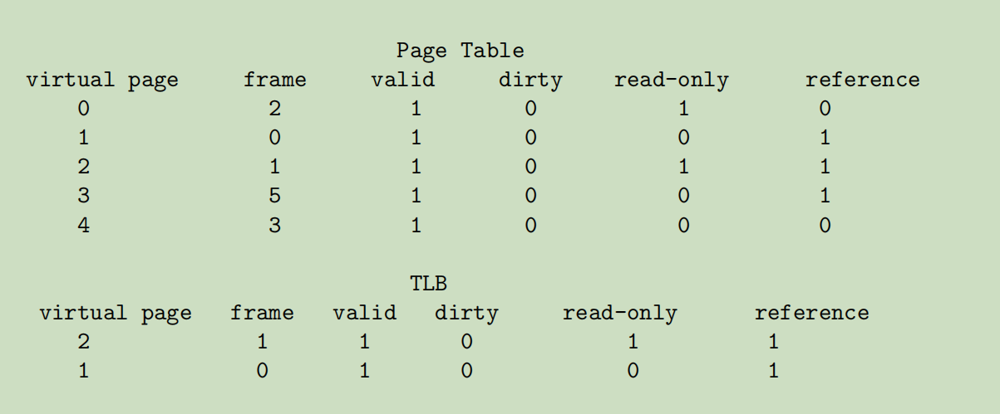 Page Table
virtual page frame valid dirty read-only reference
0 2 1 0 1 0
1 0 1 0 0 1
2 1 1 0 1 1
3 5 1 0 0 1
4 3 1 0 0 0
TLB
virtual page frame valid dirty read-only reference
2 1 1 0 1 1
1 0 1 0 0 1